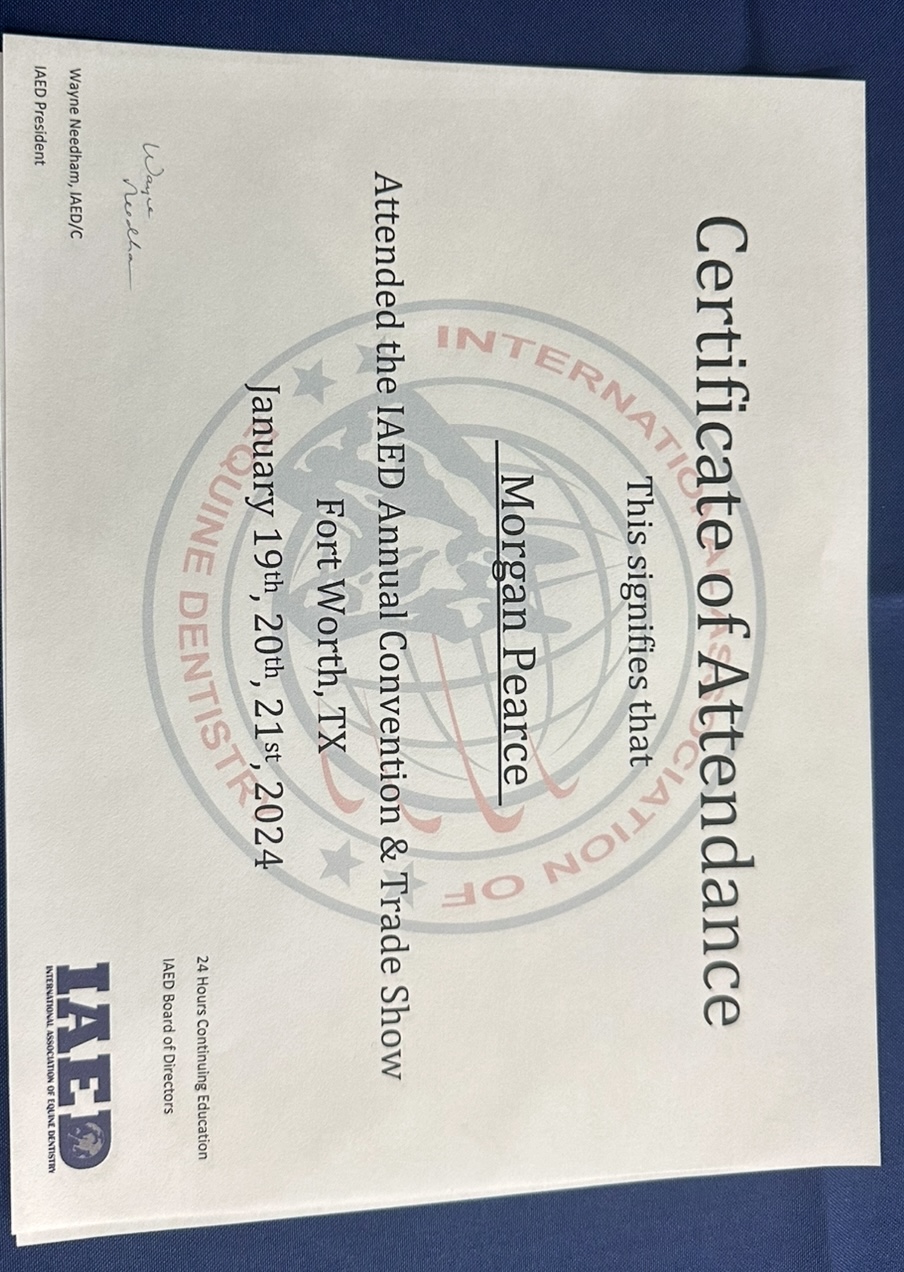 Certificate of Attendance
This signifies that
Morgan Pearce
Attended the IAED Annual Convention & Trade Show
Fort Worth, TX
January 19th, 20th, 21st, 2024
INTERNATIONAL ASSOCIATION OF
EQUINE DENTISTRY
Wayne Needham
Wayne Needham, IAED/C
IAED President
24 Hours Continuing Education
IAED Board of Directors
IAED
INTERNATIONAL ASSOCIATION OF EQUINE DENTISTRY